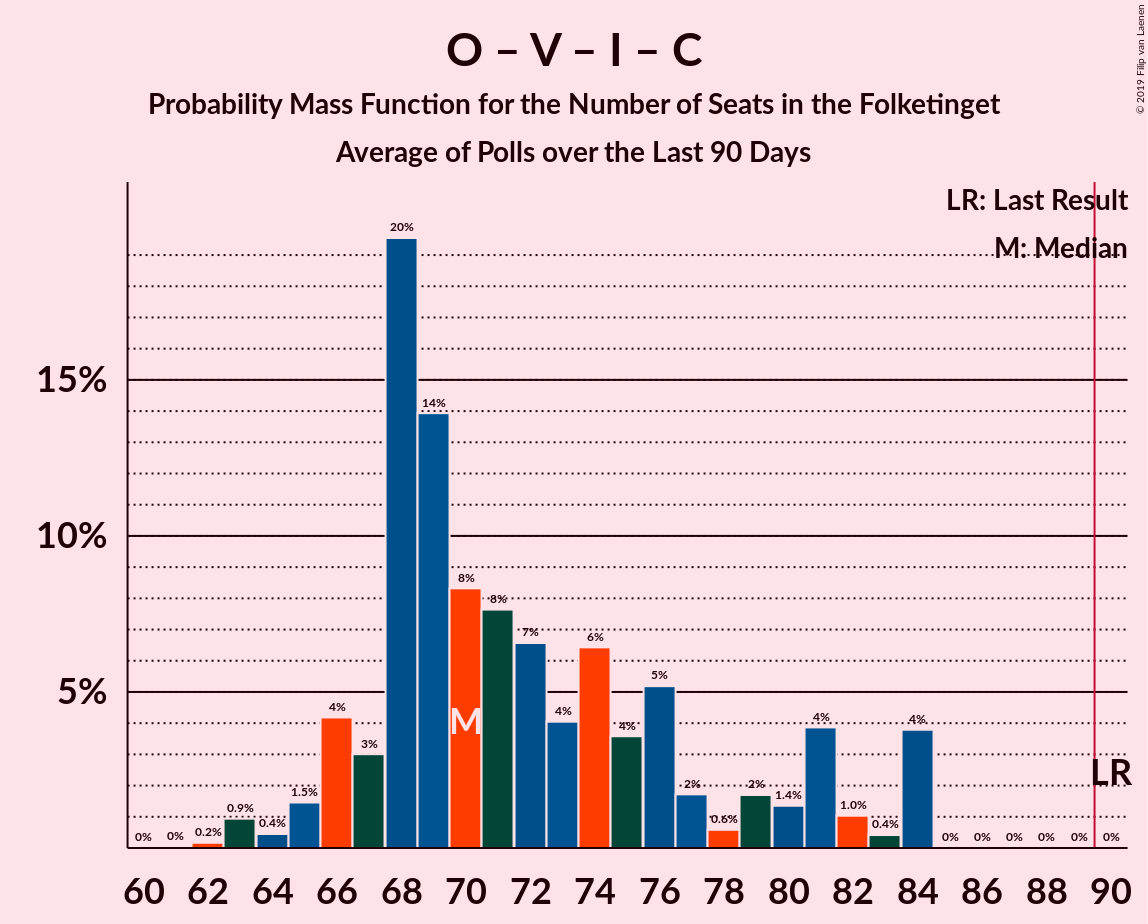 O – V – I – C
Probability Mass Function for the Number of Seats in the Folketinget
Average of Polls over the Last 90 Days
© 2019 Filip van Laenen
LR: Last Result
M: Median
15%
10%
5%
0% 0% 0.2% 0.9% 0.4% 1.5% 4% 3% 20% 14% 8% 8% 7% 4% 6% 4% 5% 2% 0.6% 2% 1.4% 4% 1.0% 0.4% 4% 0% 0% 0% 0% 0% 0%
M
LR
60 62 64 66 68 70 72 74 76 78 80 82 84 86 88 90